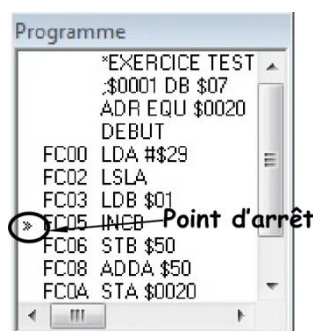 Programme
*EXERCICE TEST
;$0001 DB $07
ADR EQU $0020
DEBUT
FC00 LDA #$29
FC02 LSLA
FC03 LDB $01
» FC05 INCB Point d'arrêt
FC06 STB $50
FC08 ADDA $50
FC0A STA $0020